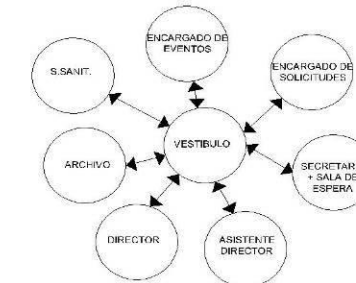 ENCARGADO DE
EVENTOS
S.SANIT.
ENCARGADO DE
SOLICITUDES
VESTIBULO
ARCHIVO
SECRETAR
+ SALA DE
ESPERA
DIRECTOR
ASISTENTE
DIRECTOR